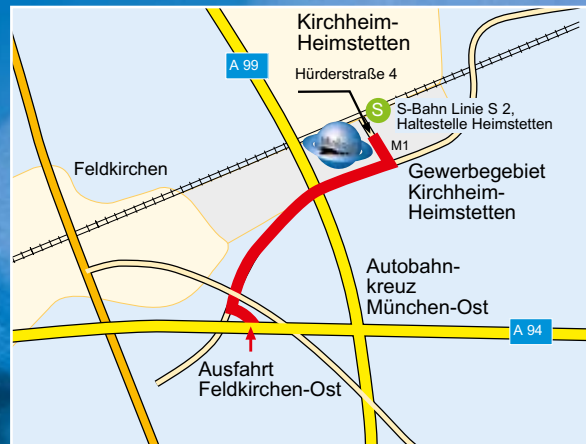 Kirchheim-
Heimstetten
A 99
Hürderstraße 4
S
S-Bahn Linie S 2,
Haltestelle Heimstetten
M1
Feldkirchen
Gewerbegebiet
Kirchheim-
Heimstetten
Autobahn-
kreuz
München-Ost
A 94
Ausfahrt
Feldkirchen-Ost